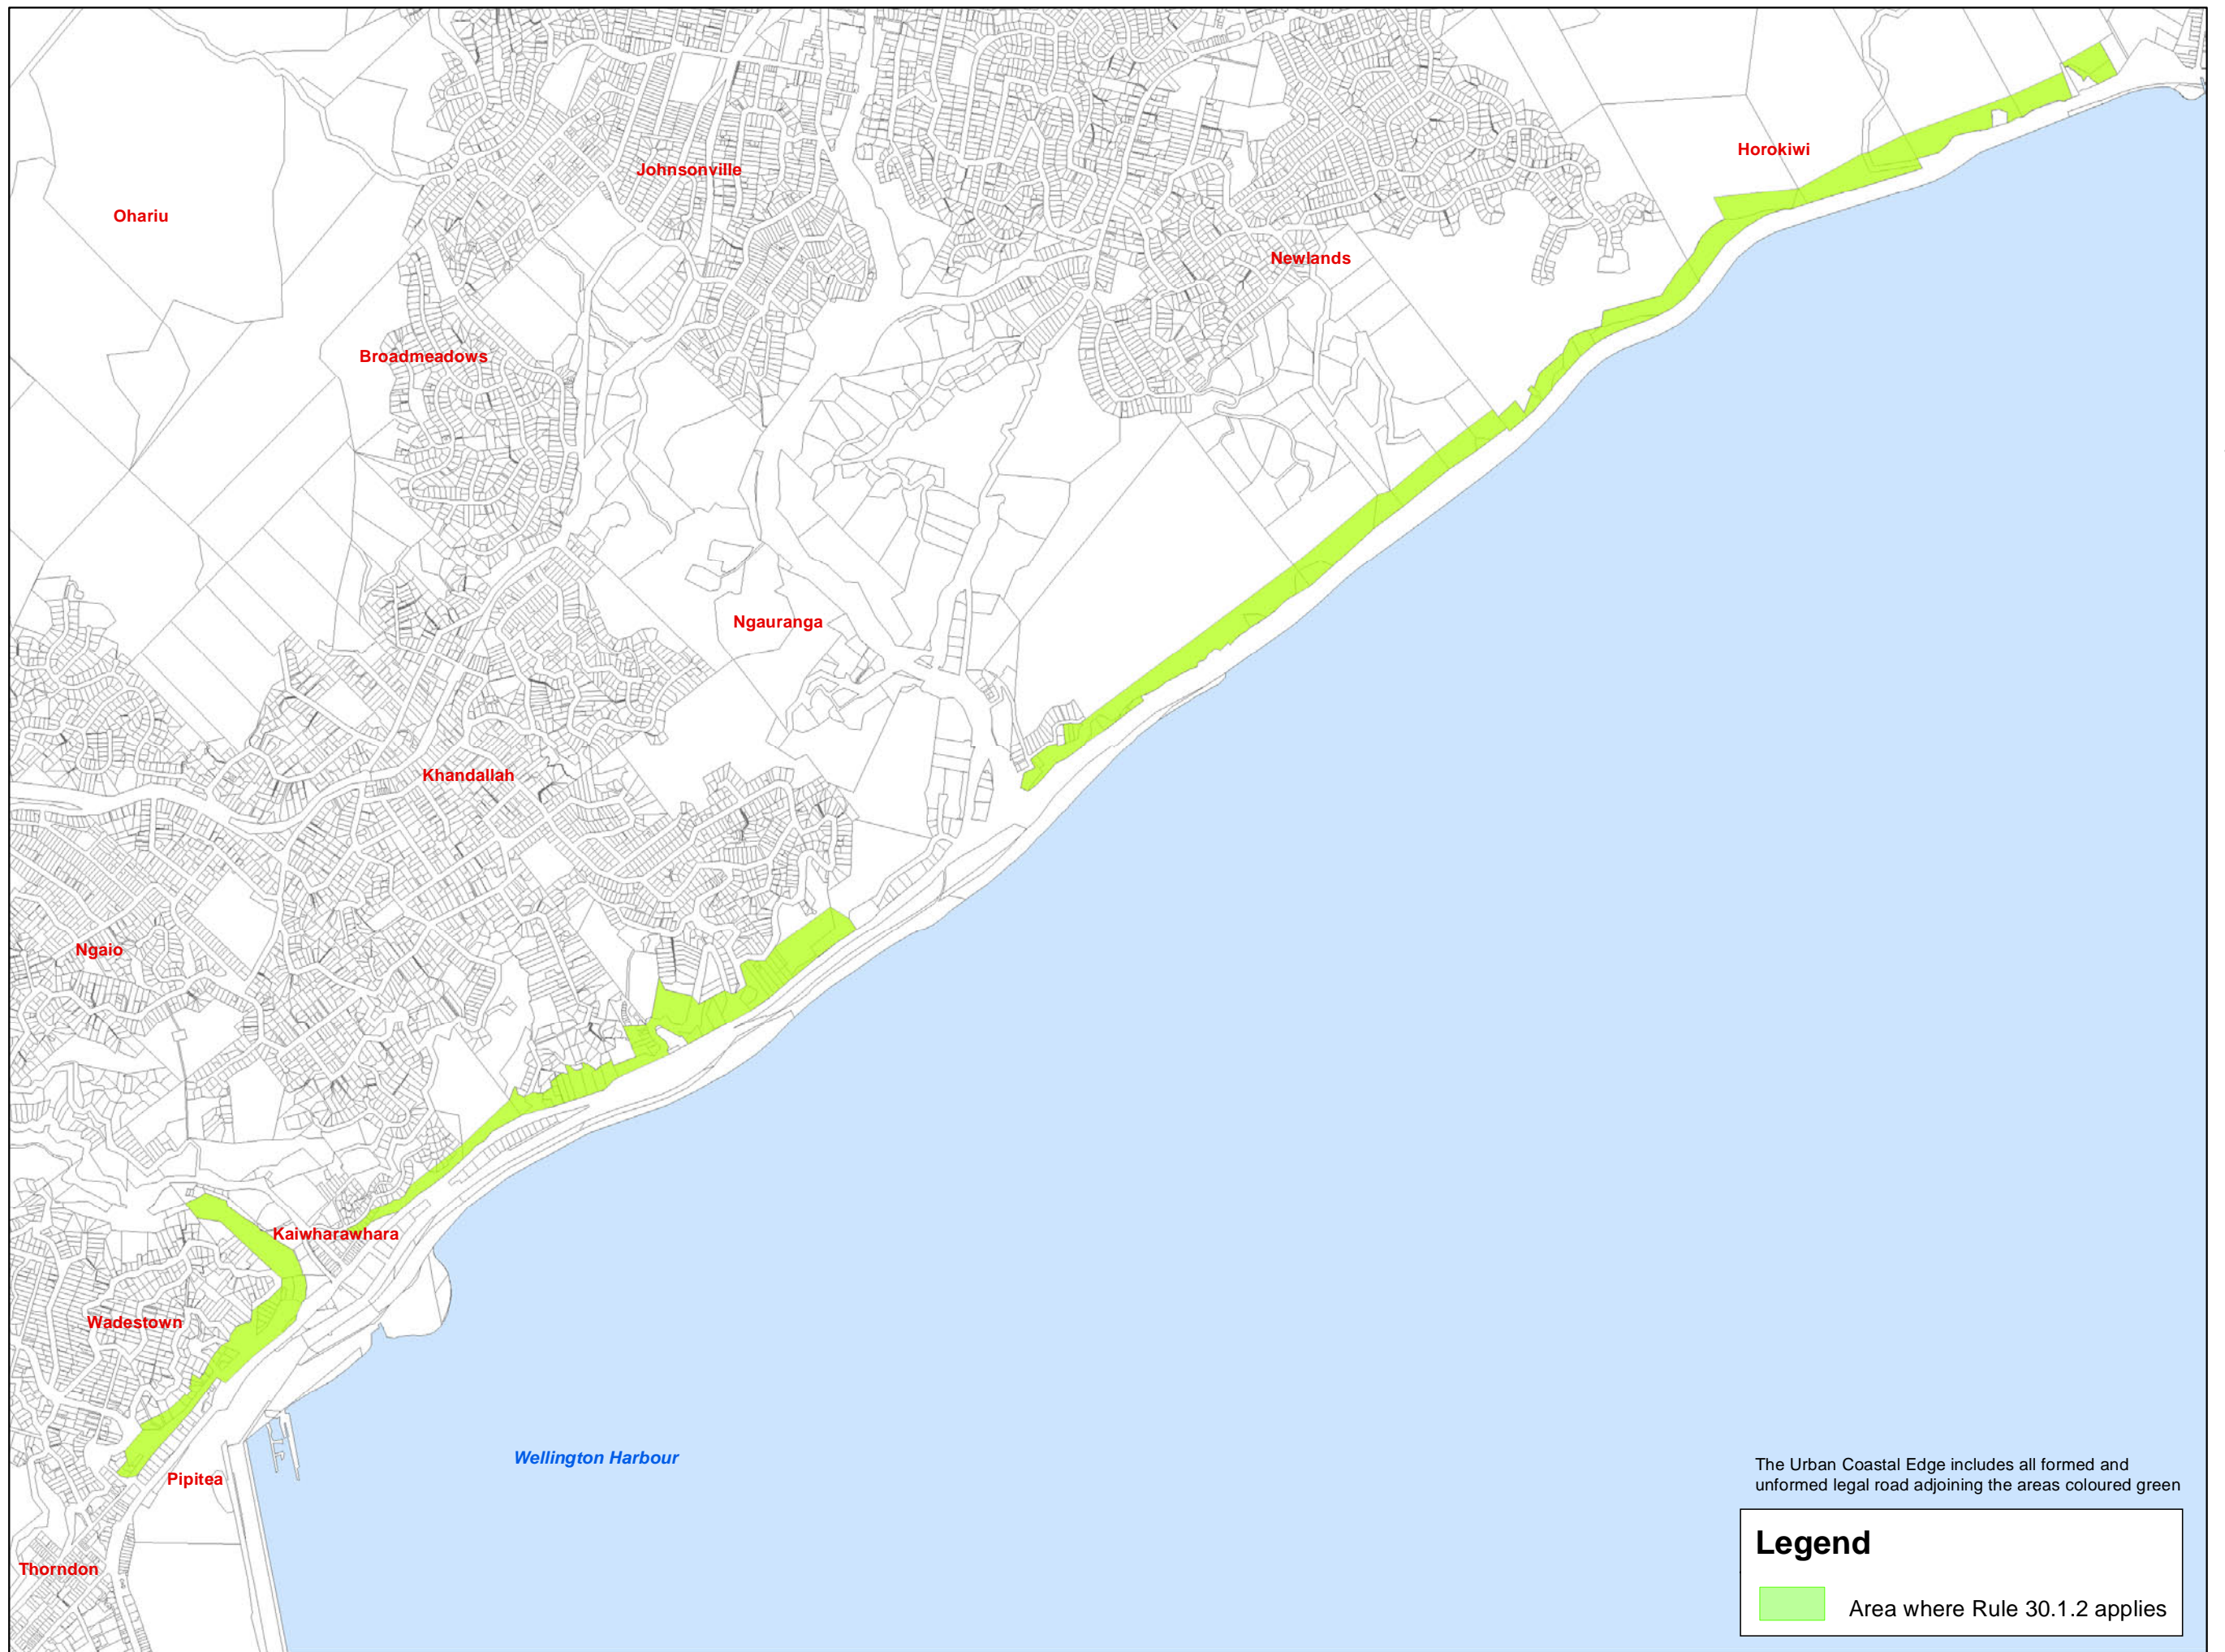 Horokiwi
Johnsonville
Ohariu
Newlands
Broadmeadows
Ngauranga
Khandallah
Ngaio
Kaiwharawhara
Wadestown
Wellington Harbour
Pipitea
Thorndon
The Urban Coastal Edge includes all formed and
unformed legal road adjoining the areas coloured green
Legend
Area where Rule 30.1.2 applies